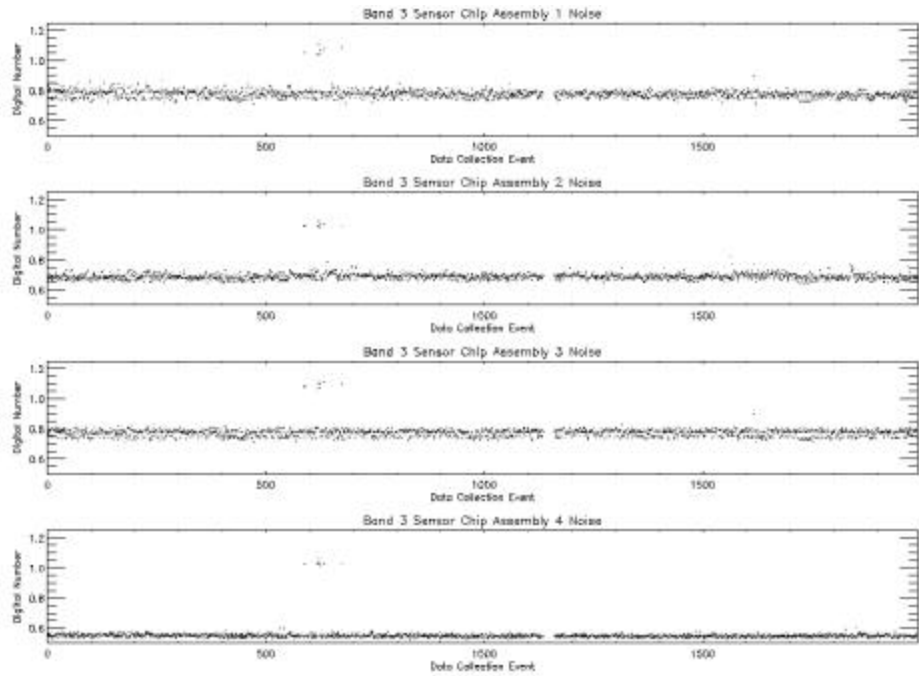 Band 3 Sensor Chip Assembly 1 Noise
Digital Number
1.2
1.0
0.8
0.6
0 500 1000 1500
Data Collection Event
Band 3 Sensor Chip Assembly 2 Noise
Digital Number
1.2
1.0
0.8
0.6
0 500 1000 1500
Data Collection Event
Band 3 Sensor Chip Assembly 3 Noise
Digital Number
1.2
1.0
0.8
0.6
0 500 1000 1500
Data Collection Event
Band 3 Sensor Chip Assembly 4 Noise
Digital Number
1.2
1.0
0.8
0.6
0 500 1000 1500
Data Collection Event